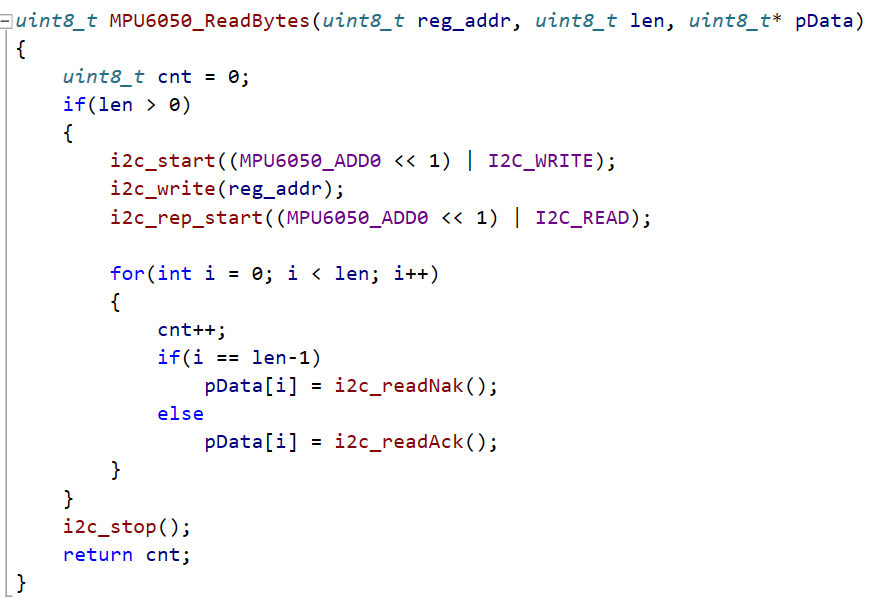 uint8_t MPU6050_ReadBytes(uint8_t reg_addr, uint8_t len, uint8_t* pData)
{
    uint8_t cnt = 0;
    if(len > 0)
    {
        i2c_start((MPU6050_ADD0 << 1) | I2C_WRITE);
        i2c_write(reg_addr);
        i2c_rep_start((MPU6050_ADD0 << 1) | I2C_READ);

        for(int i = 0; i < len; i++)
        {
            cnt++;
            if(i == len-1)
                pData[i] = i2c_readNak();
            else
                pData[i] = i2c_readAck();
        }
    }
    i2c_stop();
    return cnt;
}